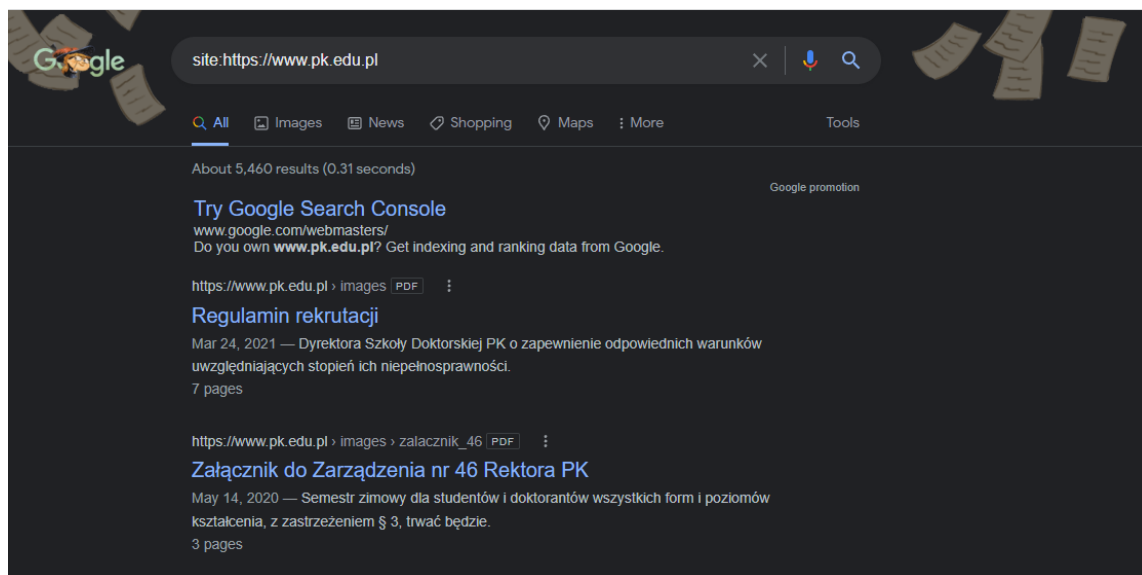 Google
site:https://www.pk.edu.pl
All Images News Shopping Maps More Tools
About 5,460 results (0.31 seconds)
Google promotion
Try Google Search Console
www.google.com/webmasters/
Do you own www.pk.edu.pl? Get indexing and ranking data from Google.
https://www.pk.edu.pl › images PDF
Regulamin rekrutacji
Mar 24, 2021 — Dyrektora Szkoły Doktorskiej PK o zapewnienie odpowiednich warunków
uwzględniających stopień ich niepełnosprawności.
7 pages
https://www.pk.edu.pl › images › zalacznik_46 PDF
Załącznik do Zarządzenia nr 46 Rektora PK
May 14, 2020 — Semestr zimowy dla studentów i doktorantów wszystkich form i poziomów
kształcenia, z zastrzeżeniem § 3, trwać będzie.
3 pages